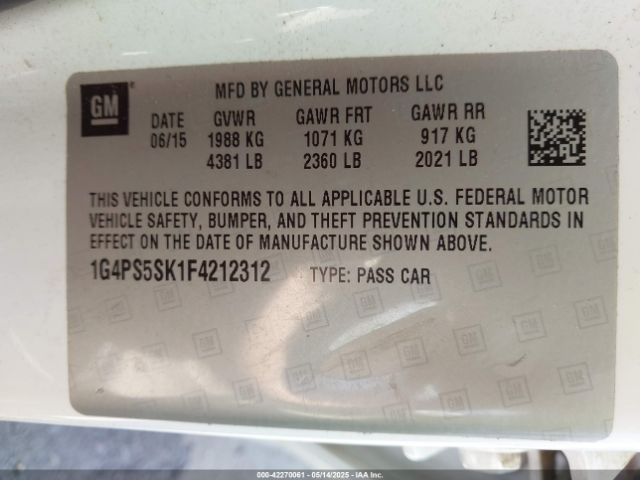 GM
MFD BY GENERAL MOTORS LLC
DATE GVWR GAWR FRT GAWR RR
06/15 1988 KG 1071 KG 917 KG
4381 LB 2360 LB 2021 LB
THIS VEHICLE CONFORMS TO ALL APPLICABLE U.S. FEDERAL MOTOR
VEHICLE SAFETY, BUMPER, AND THEFT PREVENTION STANDARDS IN
EFFECT ON THE DATE OF MANUFACTURE SHOWN ABOVE.
1G4PS5SK1F4212312 TYPE: PASS CAR
000-42270061 - 05/14/2025 - IAA Inc.